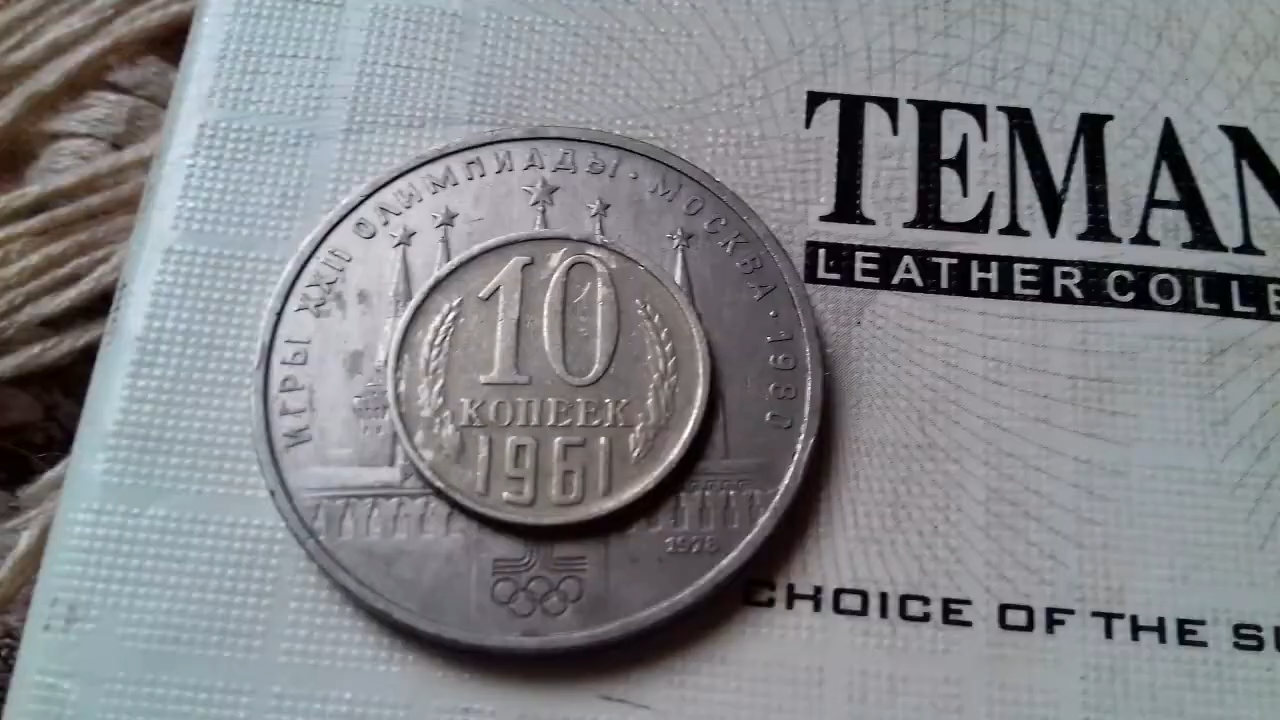 ИГРЫ XXII ОЛИМПИАДЫ · МОСКВА · 1980
10
КОПЕЕК
1961
1978
TEMAN
LEATHER COLLE
CHOICE OF THE